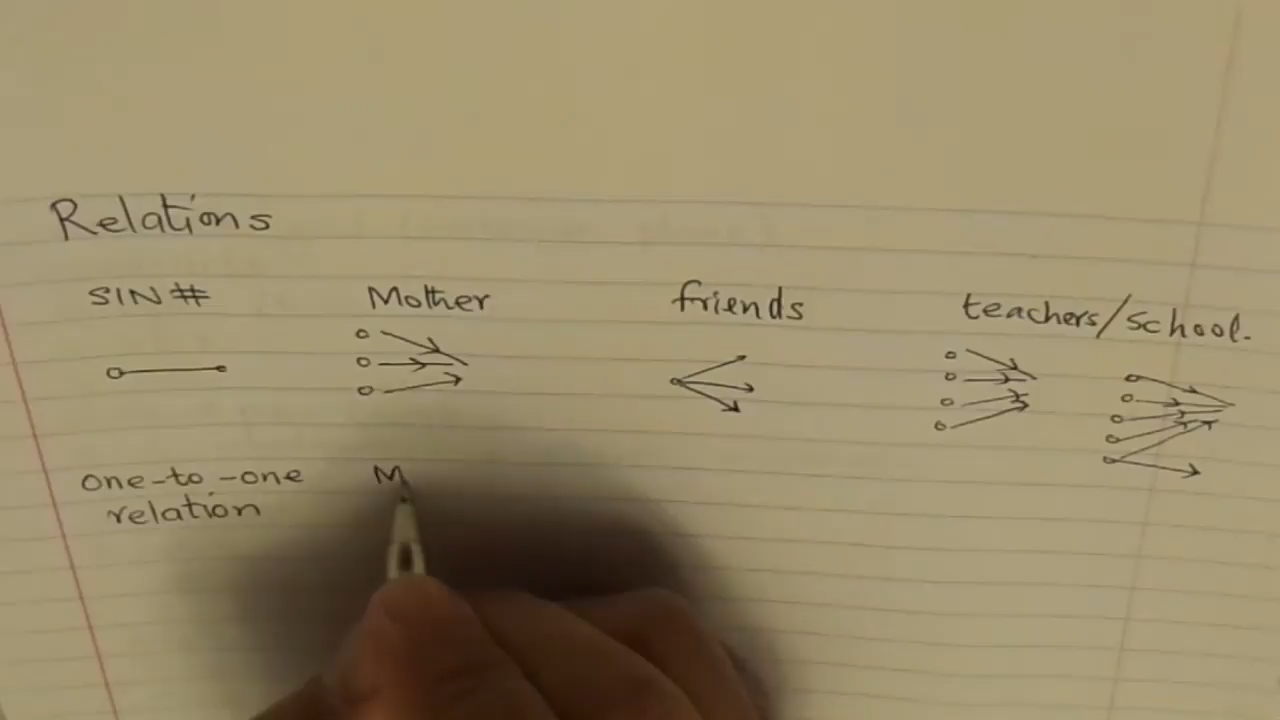 Relations
SIN # Mother friends teachers/school.
one-to-one M
relation